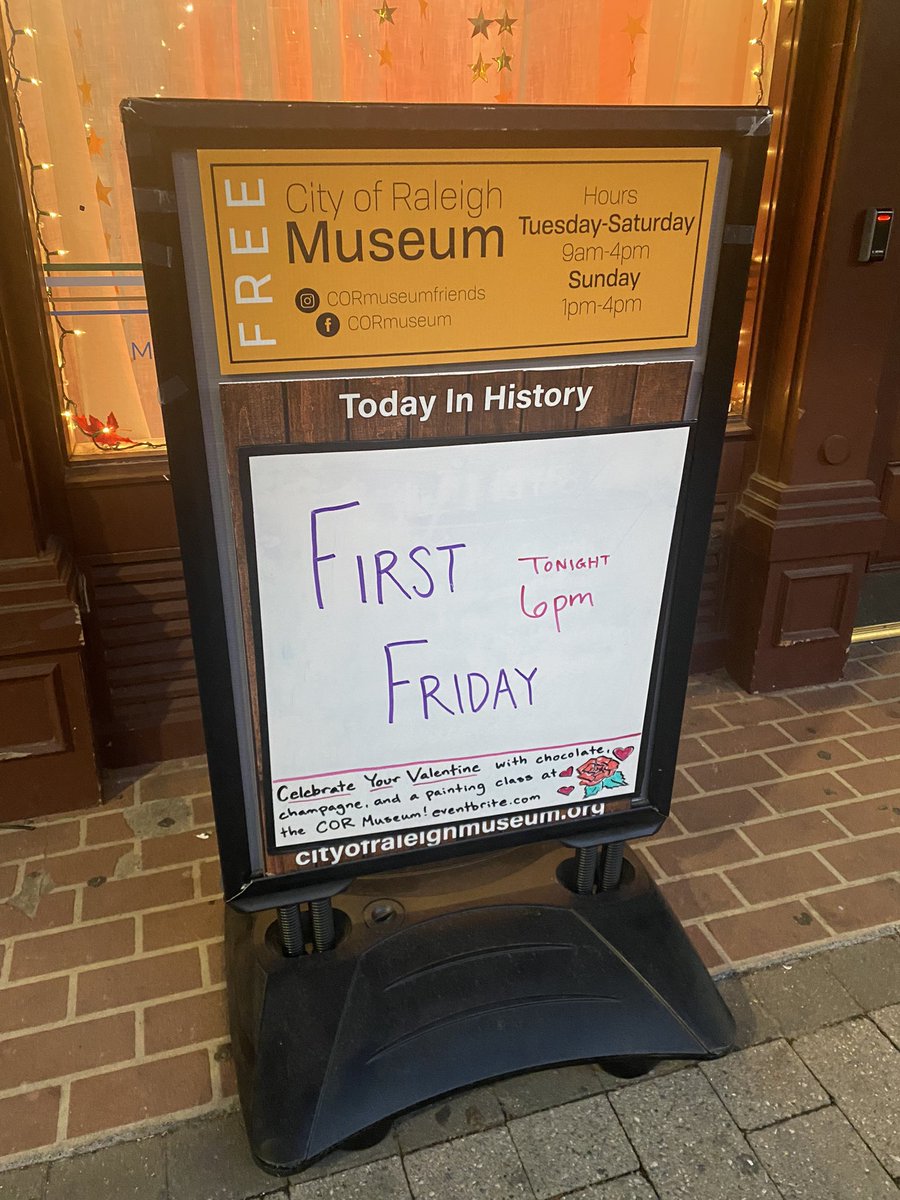 FREE
City of Raleigh
Museum
CORmuseumfriends
CORmuseum
Hours
Tuesday-Saturday
9am-4pm
Sunday
1pm-4pm
Today In History
FIRST
FRIDAY
TONIGHT
6pm
Celebrate Your Valentine with chocolate,
champagne, and a painting class at
the COR Museum! eventbrite.com
cityofraleighmuseum.org
M